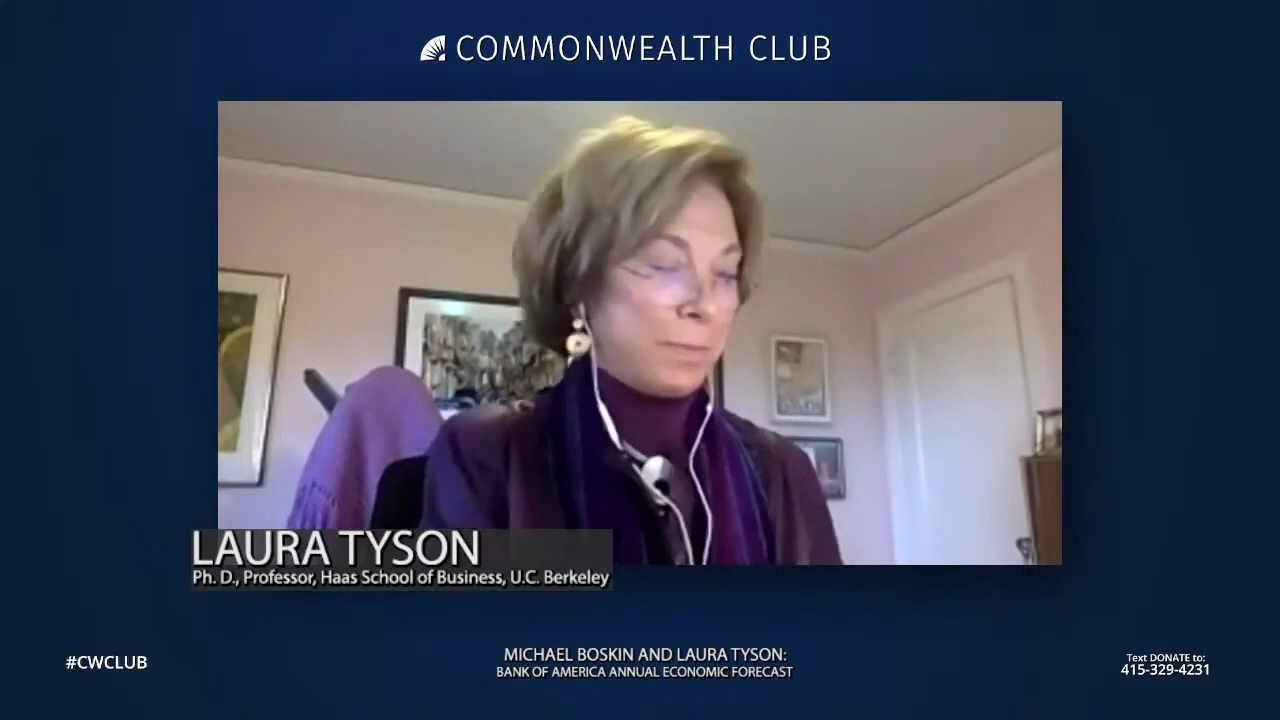 COMMONWEALTH CLUB
LAURA TYSON
Ph. D., Professor, Haas School of Business, U.C. Berkeley
#CWCLUB
MICHAEL BOSKIN AND LAURA TYSON:
BANK OF AMERICA ANNUAL ECONOMIC FORECAST
Text DONATE to:
415-329-4231